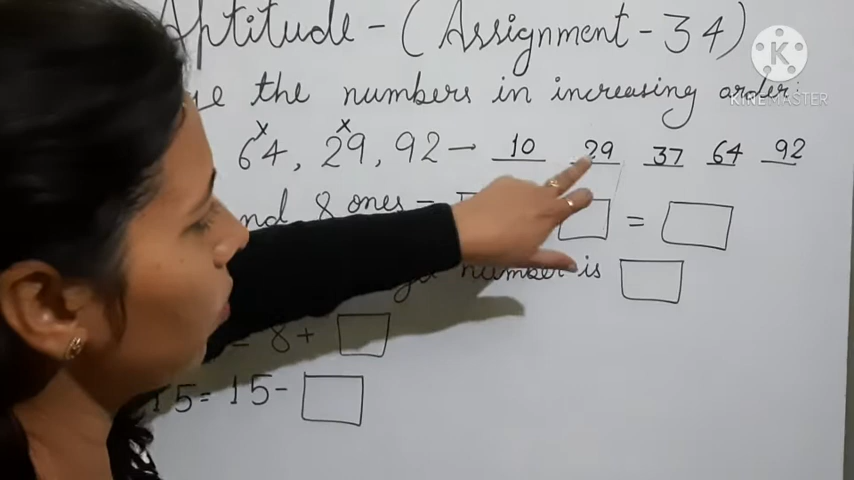 Aptitude - (Assignment - 34)
the numbers in increasing order:
64, 29, 92 - 10 29 37 64 92
8 ones = =
number is
= 8 +
15 = 15 -
K
KINEMASTER